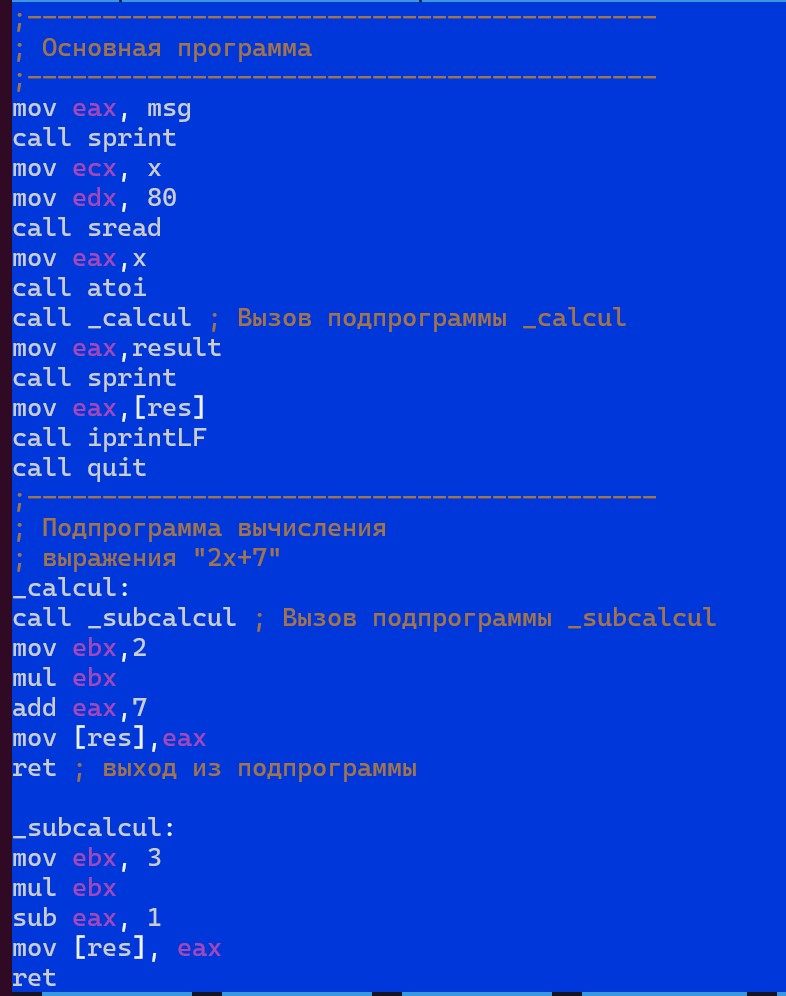 ;------------------------------------------
; Основная программа
;------------------------------------------
mov eax, msg
call sprint
mov ecx, x
mov edx, 80
call sread
mov eax,x
call atoi
call _calcul ; Вызов подпрограммы _calcul
mov eax,result
call sprint
mov eax,[res]
call iprintLF
call quit
;------------------------------------------
; Подпрограмма вычисления
; выражения "2x+7"
_calcul:
call _subcalcul ; Вызов подпрограммы _subcalcul
mov ebx,2
mul ebx
add eax,7
mov [res],eax
ret ; выход из подпрограммы

_subcalcul:
mov ebx, 3
mul ebx
sub eax, 1
mov [res], eax
ret